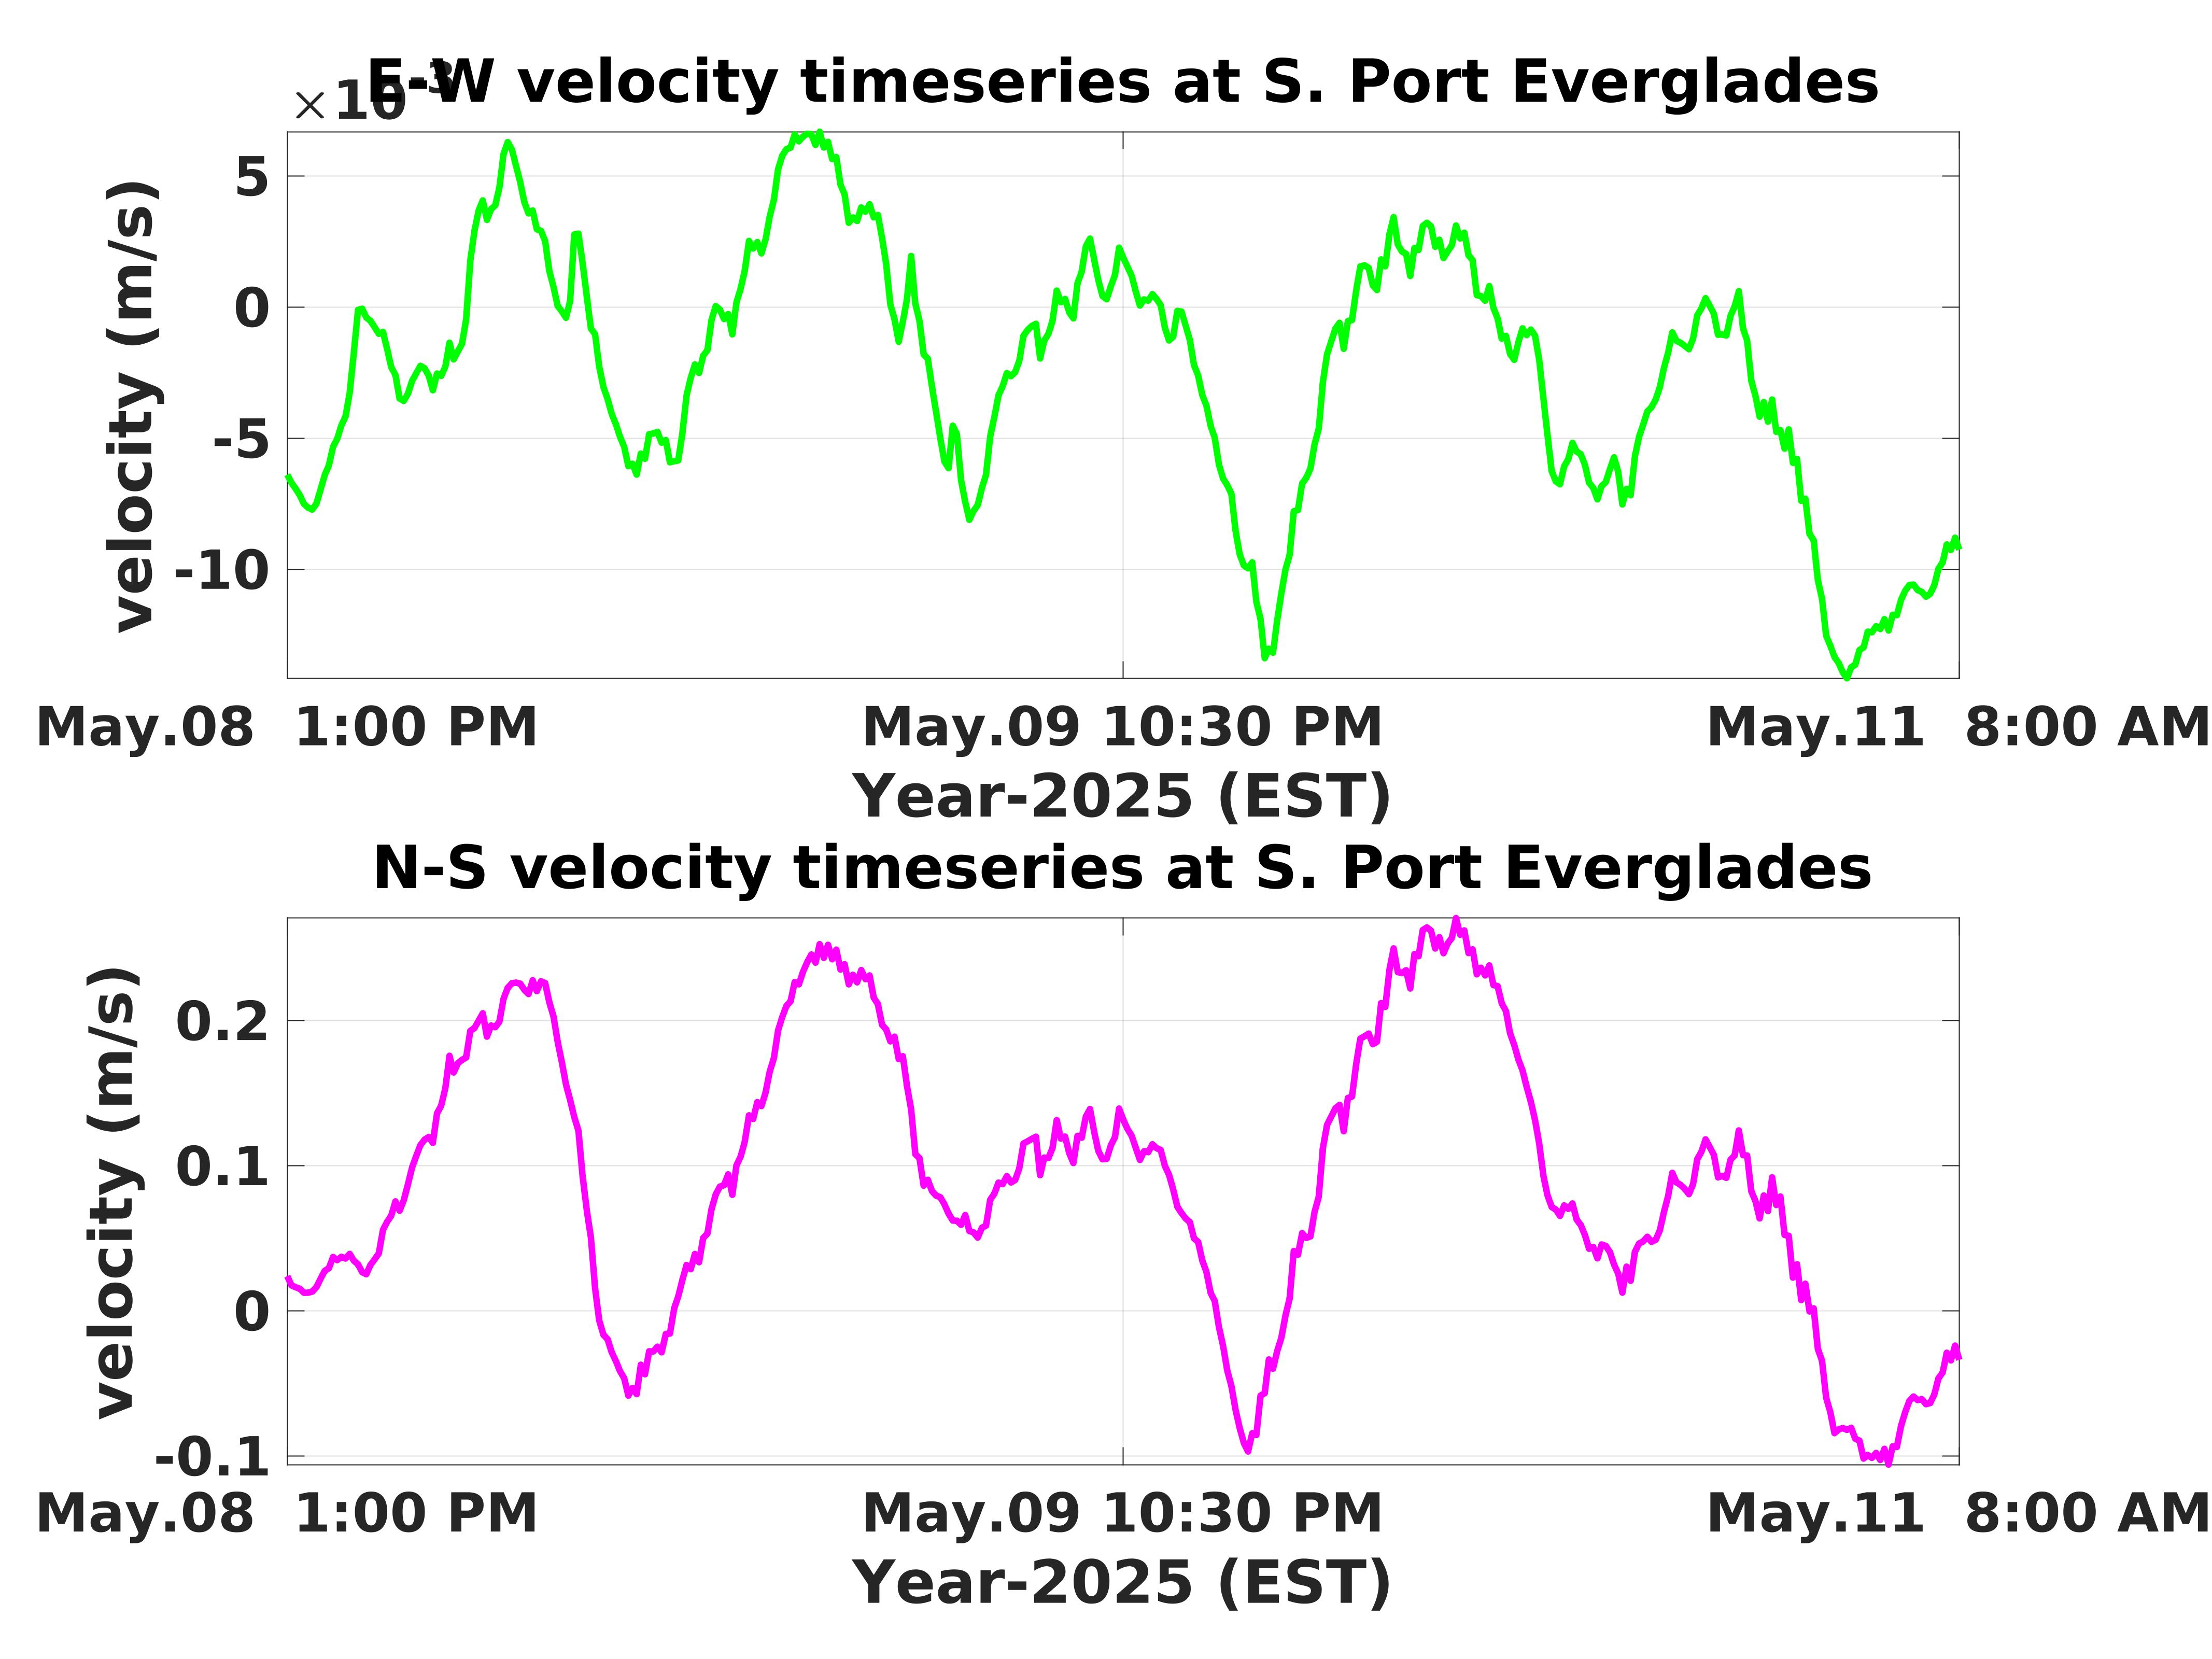 E-W velocity timeseries at S. Port Everglades
×10-3
velocity (m/s)
5
0
-5
-10
May.08  1:00 PM May.09 10:30 PM May.11  8:00 AM
Year-2025 (EST)
N-S velocity timeseries at S. Port Everglades
velocity (m/s)
0.2
0.1
0
-0.1
May.08  1:00 PM May.09 10:30 PM May.11  8:00 AM
Year-2025 (EST)